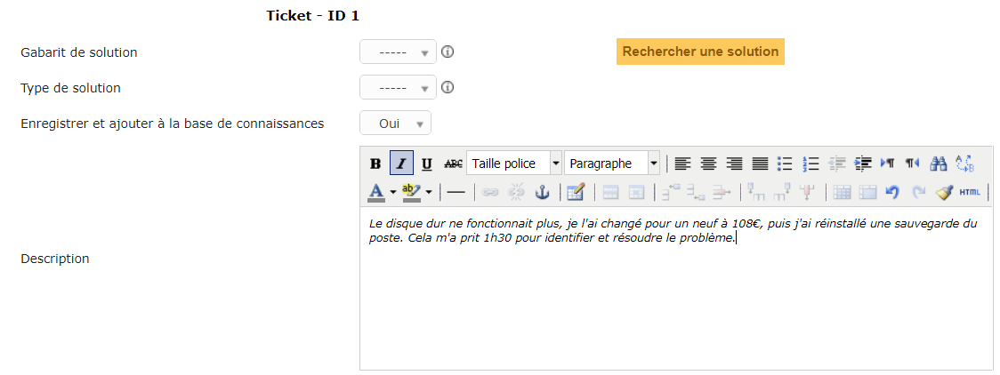 Ticket - ID 1
Gabarit de solution ----- Rechercher une solution
Type de solution -----
Enregistrer et ajouter à la base de connaissances Oui
B I U ABC Taille police Paragraphe
A ab HTML
Le disque dur ne fonctionnait plus, je l'ai changé pour un neuf à 108€, puis j'ai réinstallé une sauvegarde du
poste. Cela m'a prit 1h30 pour identifier et résoudre le problème.
Description